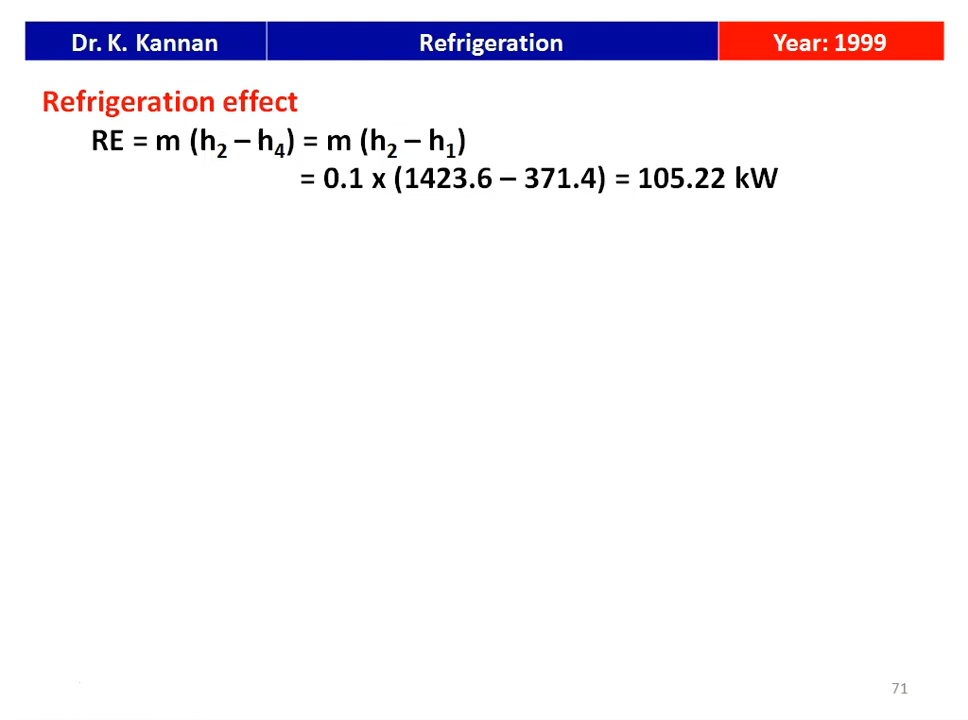 Dr. K. Kannan Refrigeration Year: 1999
Refrigeration effect
RE = m (h₂ – h₄) = m (h₂ – h₁)
= 0.1 x (1423.6 – 371.4) = 105.22 kW
71